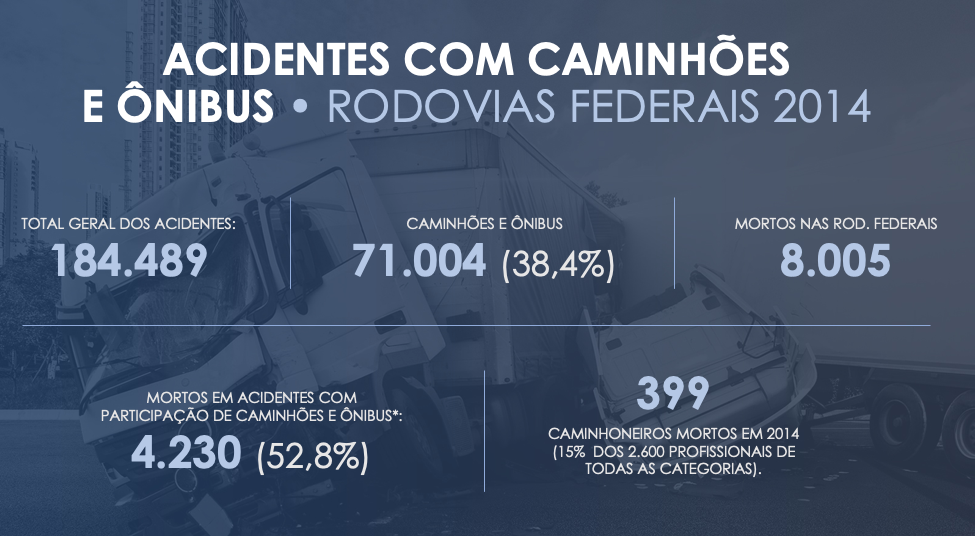 ACIDENTES COM CAMINHÕES
E ÔNIBUS • RODOVIAS FEDERAIS 2014
TOTAL GERAL DOS ACIDENTES:
184.489
CAMINHÕES E ÔNIBUS
71.004 (38,4%)
MORTOS NAS ROD. FEDERAIS
8.005
MORTOS EM ACIDENTES COM
PARTICIPAÇÃO DE CAMINHÕES E ÔNIBUS*:
4.230 (52,8%)
399
CAMINHONEIROS MORTOS EM 2014
(15% DOS 2.600 PROFISSIONAIS DE
TODAS AS CATEGORIAS).